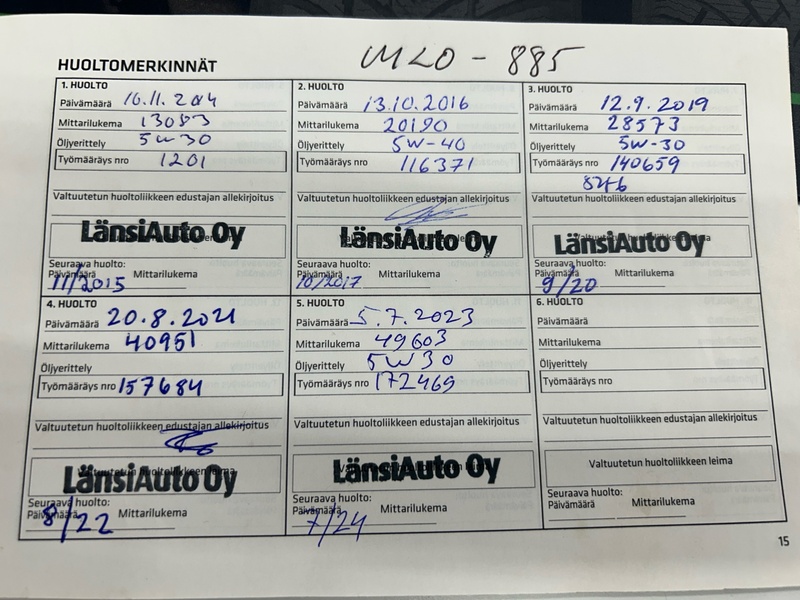 HUOLTOMERKINNÄT
MLO - 885
1. HUOLTO
Päivämäärä 16.11.2014
Mittarilukema 13083
Öljyerittely 5W30
Työmääräys nro 1201
Valtuutetun huoltoliikkeen edustajan allekirjoitus
LänsiAuto Oy
Seuraava huolto:
Päivämäärä Mittarilukema
11/2015
2. HUOLTO
Päivämäärä 13.10.2016
Mittarilukema 20190
Öljyerittely 5W-40
Työmääräys nro 116371
Valtuutetun huoltoliikkeen edustajan allekirjoitus
LänsiAuto Oy
Seuraava huolto:
Päivämäärä Mittarilukema
10/2017
3. HUOLTO
Päivämäärä 12.9.2019
Mittarilukema 28573
Öljyerittely 5W-30
Työmääräys nro 140659
Valtuutetun huoltoliikkeen edustajan allekirjoitus
LänsiAuto Oy
Seuraava huolto:
Päivämäärä Mittarilukema
9/20
4. HUOLTO
Päivämäärä 20.8.2021
Mittarilukema 40951
Öljyerittely
Työmääräys nro 157684
Valtuutetun huoltoliikkeen edustajan allekirjoitus
Valtuutetun huoltoliikkeen leima
LänsiAuto Oy
Seuraava huolto:
Päivämäärä Mittarilukema
8/22
5. HUOLTO
Päivämäärä 5.7.2023
Mittarilukema 49603
Öljyerittely 5W30
Työmääräys nro 172469
Valtuutetun huoltoliikkeen edustajan allekirjoitus
LänsiAuto Oy
Seuraava huolto:
Päivämäärä Mittarilukema
7/24
6. HUOLTO
Päivämäärä
Mittarilukema
Öljyerittely
Työmääräys nro
Valtuutetun huoltoliikkeen edustajan allekirjoitus
Valtuutetun huoltoliikkeen leima
Seuraava huolto:
Päivämäärä Mittarilukema
15